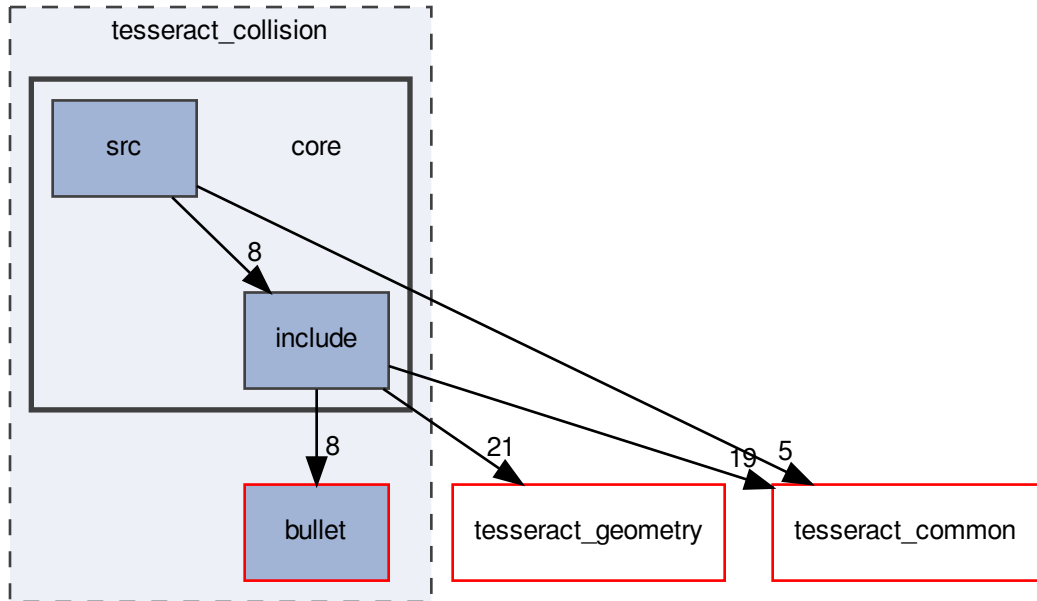 tesseract_collision
src
core
8
include
8
21
19
5
bullet
tesseract_geometry
tesseract_common